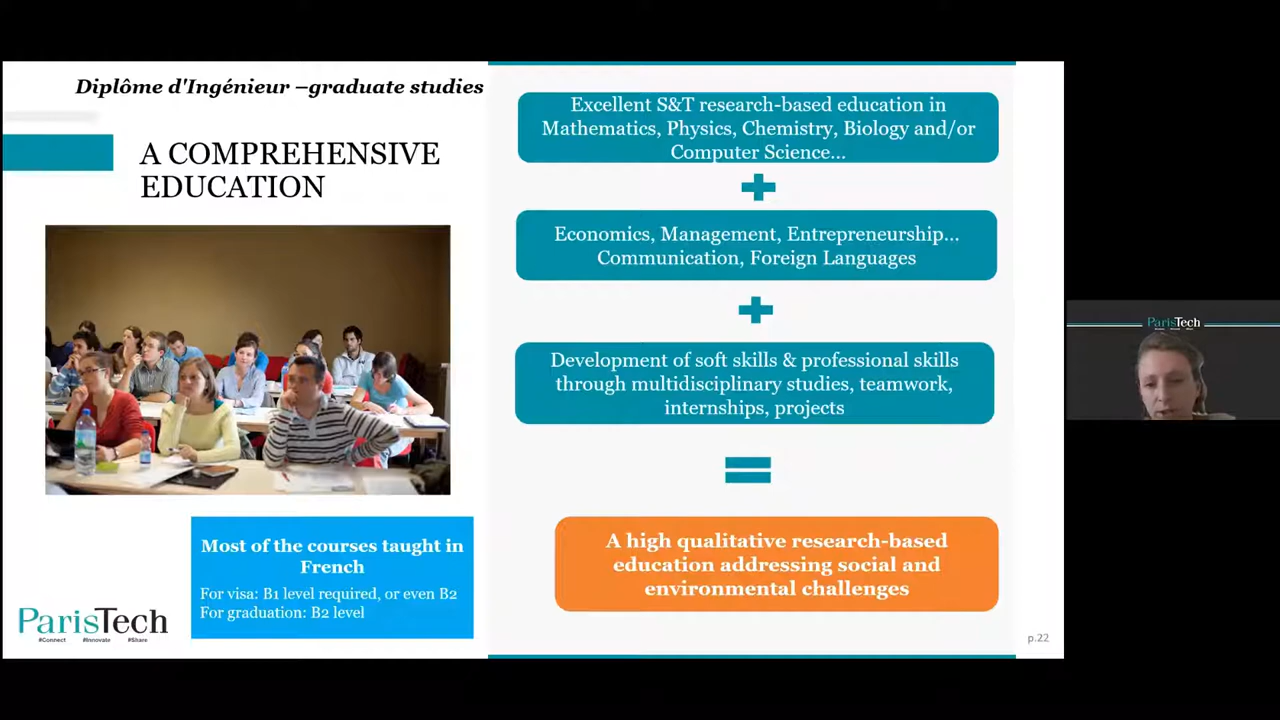 Diplôme d'Ingénieur –graduate studies
A COMPREHENSIVE
EDUCATION
Most of the courses taught in
French
For visa: B1 level required, or even B2
For graduation: B2 level
ParisTech
#Connect #Innovate #Share
Excellent S&T research-based education in
Mathematics, Physics, Chemistry, Biology and/or
Computer Science...
Economics, Management, Entrepreneurship...
Communication, Foreign Languages
Development of soft skills & professional skills
through multidisciplinary studies, teamwork,
internships, projects
A high qualitative research-based
education addressing social and
environmental challenges
p.22
ParisTech